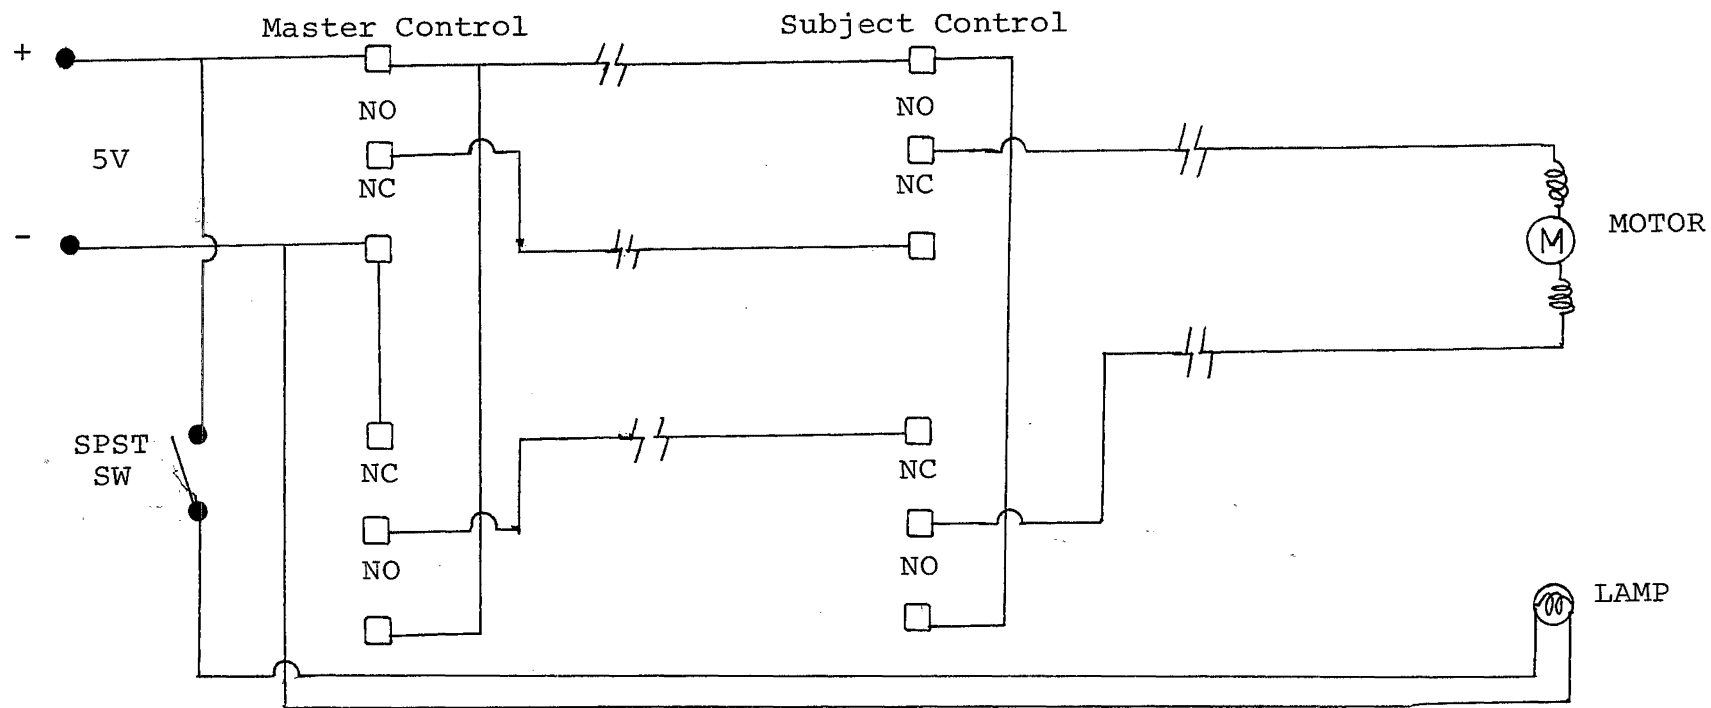 Master Control
Subject Control
+
NO
NO
5V
NC
NC
-
MOTOR
M
SPST
SW
NC
NC
NO
NO
LAMP